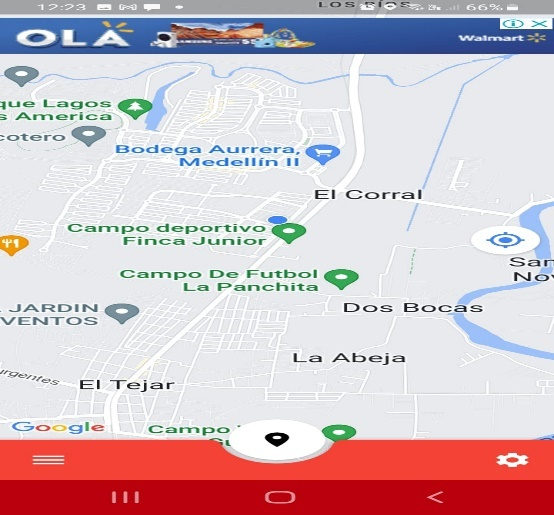 12:23
66%
LOS RÍOS
OLA
Walmart
que Lagos
s America
cotero
Bodega Aurrera,
Medellín II
El Corral
Campo deportivo
Finca Junior
San
Nov
Campo De Futbol
La Panchita
JARDIN
VENTOS
Dos Bocas
La Abeja
urgentes
El Tejar
Google
Campo